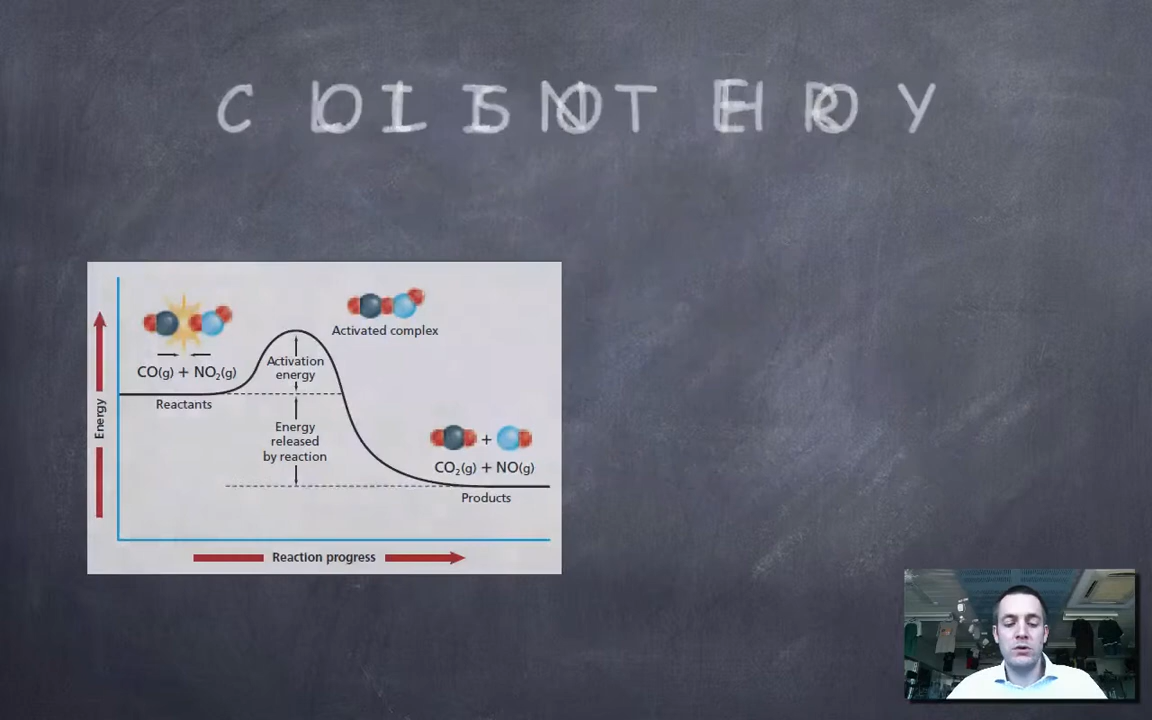 Activated complex
Activation
energy
CO(g) + NO₂(g)
Reactants
Energy
Energy
released
by reaction
+
CO₂(g) + NO(g)
Products
Reaction progress